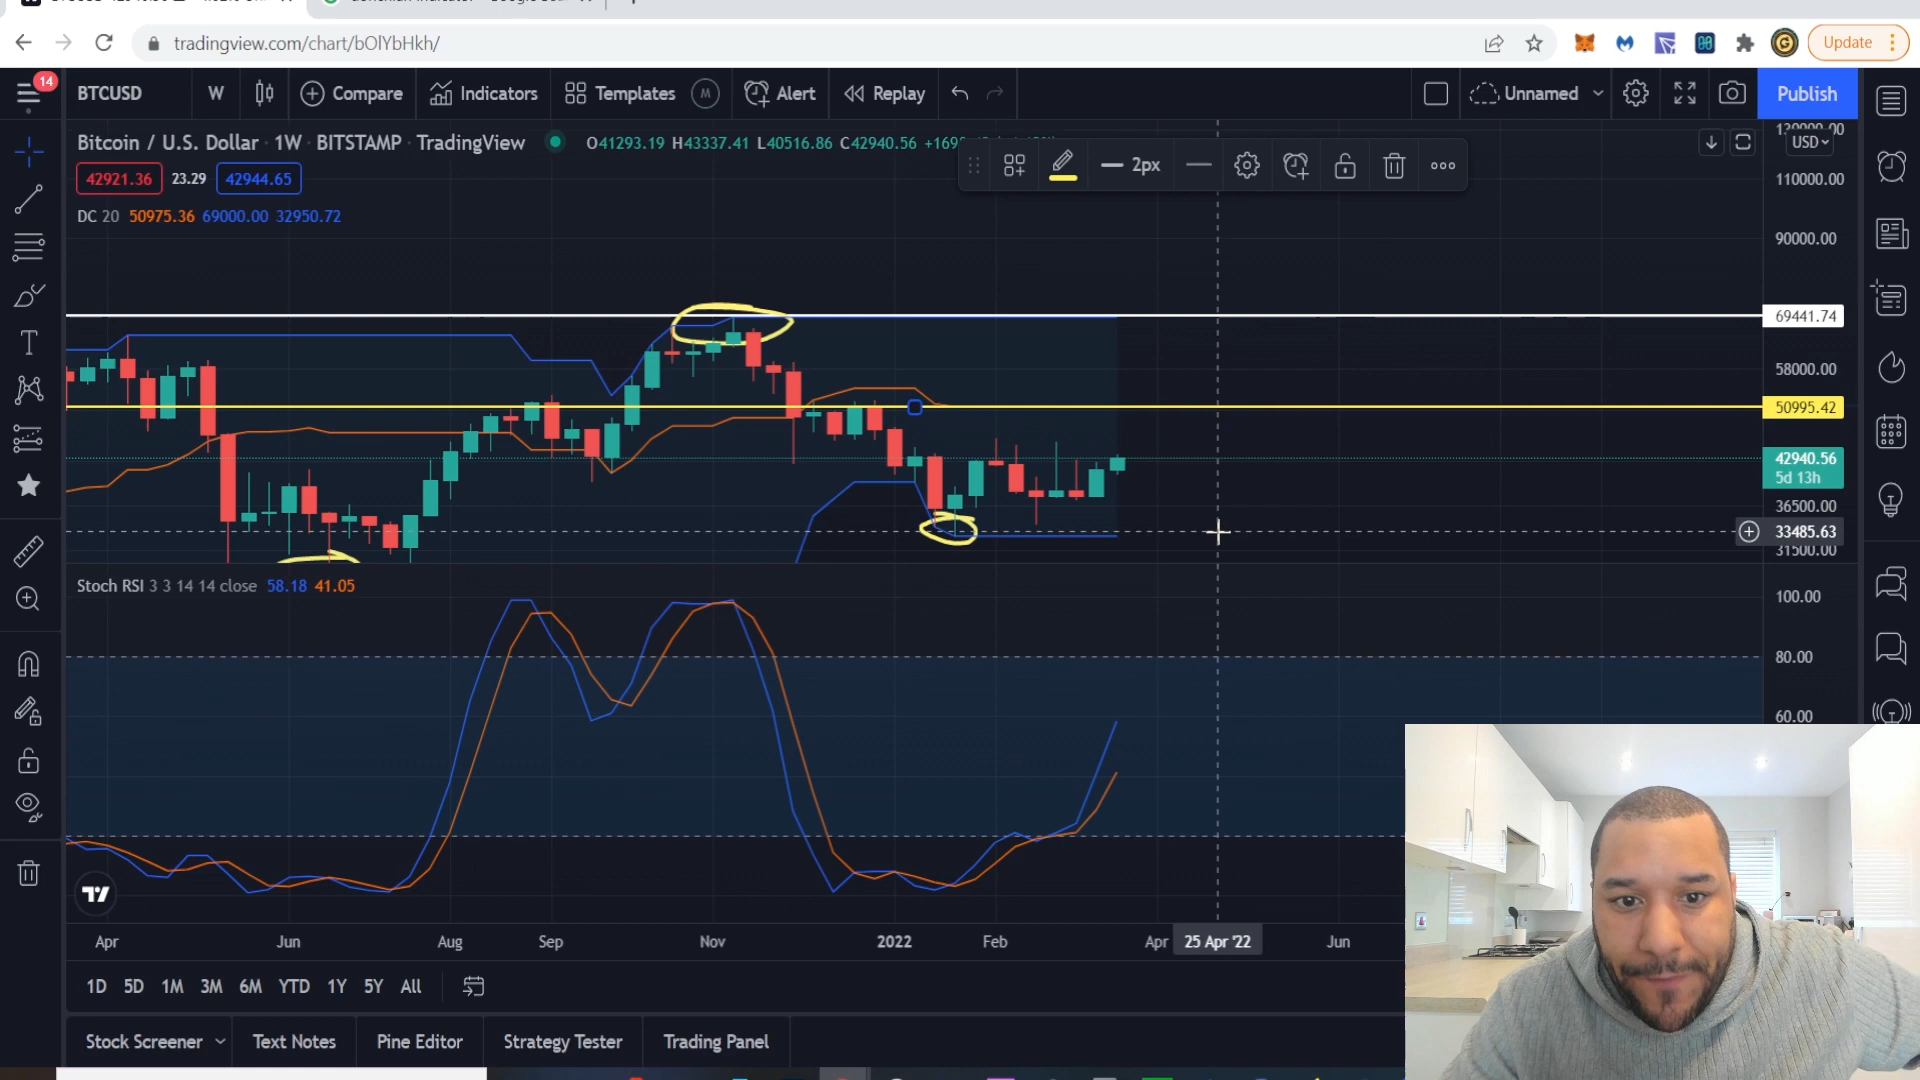 tradingview.com/chart/bOlYbHkh/
Update
14
BTCUSD W Compare Indicators Templates M Alert Replay Unnamed Publish
Bitcoin / U.S. Dollar · 1W · BITSTAMP · TradingView O41293.19 H43337.41 L40516.86 C42940.56
USD
42921.36 23.29 42944.65
2px
DC 20 50975.36 69000.00 32950.72
110000.00
90000.00
69441.74
58000.00
50995.42
42940.56
5d 13h
36500.00
33485.63
31500.00
Stoch RSI 3 3 14 14 close 58.18 41.05
100.00
80.00
60.00
Apr Jun Aug Sep Nov 2022 Feb Apr 25 Apr '22 Jun
1D 5D 1M 3M 6M YTD 1Y 5Y All
Stock Screener Text Notes Pine Editor Strategy Tester Trading Panel